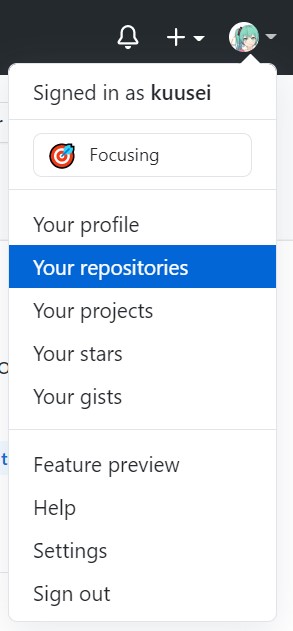 Signed in as kuusei
Focusing
Your profile
Your repositories
Your projects
Your stars
Your gists
Feature preview
Help
Settings
Sign out